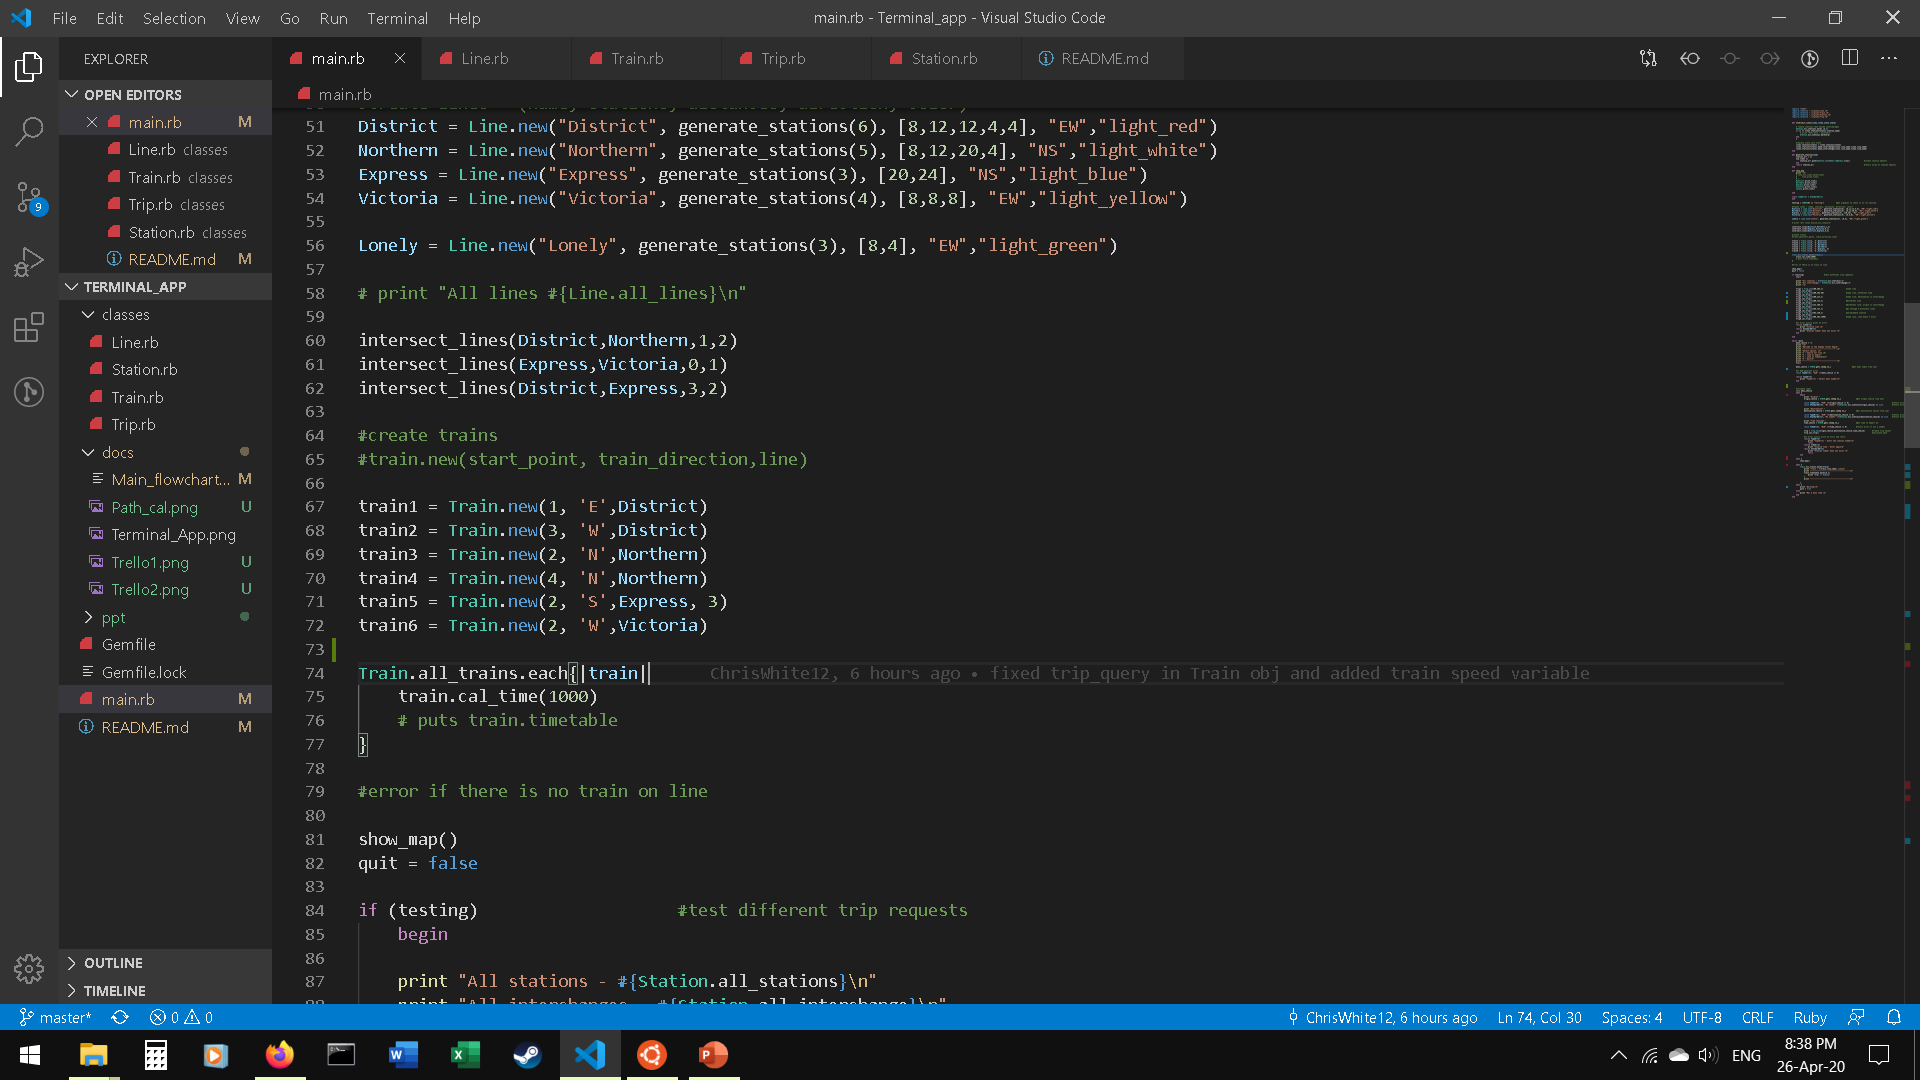 File Edit Selection View Go Run Terminal Help
main.rb - Terminal_app - Visual Studio Code
EXPLORER
OPEN EDITORS
main.rb M
Line.rb classes
Train.rb classes
Trip.rb classes
Station.rb classes
README.md M
TERMINAL_APP
classes
Line.rb
Station.rb
Train.rb
Trip.rb
docs
Main_flowchart... M
Path_cal.png U
Terminal_App.png
Trello1.png U
Trello2.png U
ppt
Gemfile
Gemfile.lock
main.rb M
README.md M
OUTLINE
TIMELINE
9
main.rb Line.rb Train.rb Trip.rb Station.rb README.md
main.rb
51 District = Line.new("District", generate_stations(6), [8,12,12,4,4], "EW","light_red")
52 Northern = Line.new("Northern", generate_stations(5), [8,12,20,4], "NS","light_white")
53 Express = Line.new("Express", generate_stations(3), [20,24], "NS","light_blue")
54 Victoria = Line.new("Victoria", generate_stations(4), [8,8,8], "EW","light_yellow")
55
56 Lonely = Line.new("Lonely", generate_stations(3), [8,4], "EW","light_green")
57
58 # print "All lines #{Line.all_lines}\n"
59
60 intersect_lines(District,Northern,1,2)
61 intersect_lines(Express,Victoria,0,1)
62 intersect_lines(District,Express,3,2)
63
64 #create trains
65 #train.new(start_point, train_direction,line)
66
67 train1 = Train.new(1, 'E',District)
68 train2 = Train.new(3, 'W',District)
69 train3 = Train.new(2, 'N',Northern)
70 train4 = Train.new(4, 'N',Northern)
71 train5 = Train.new(2, 'S',Express, 3)
72 train6 = Train.new(2, 'W',Victoria)
73
74 Train.all_trains.each{|train| ChrisWhite12, 6 hours ago • fixed trip_query in Train obj and added train speed variable
75 train.cal_time(1000)
76 # puts train.timetable
77 }
78
79 #error if there is no train on line
80
81 show_map()
82 quit = false
83
84 if (testing) #test different trip requests
85 begin
86
87 print "All stations - #{Station.all_stations}\n"
master* 0 0 ChrisWhite12, 6 hours ago Ln 74, Col 30 Spaces: 4 UTF-8 CRLF Ruby
ENG
8:38 PM
26-Apr-20